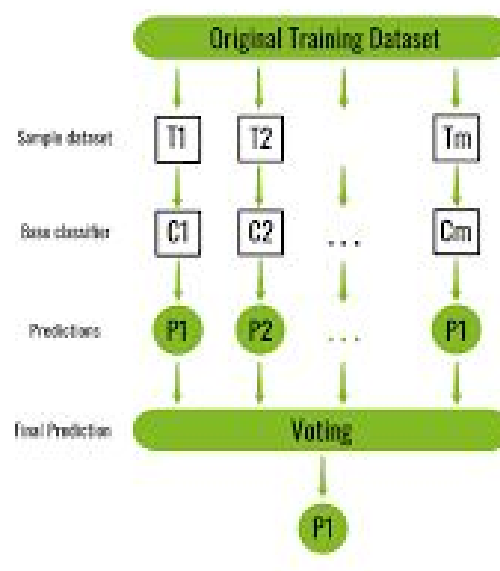 Original Training Dataset
Sample dataset T1 T2 Tm
Base classifier C1 C2 ... Cm
Predictions P1 P2 ... P1
Final Prediction Voting
P1